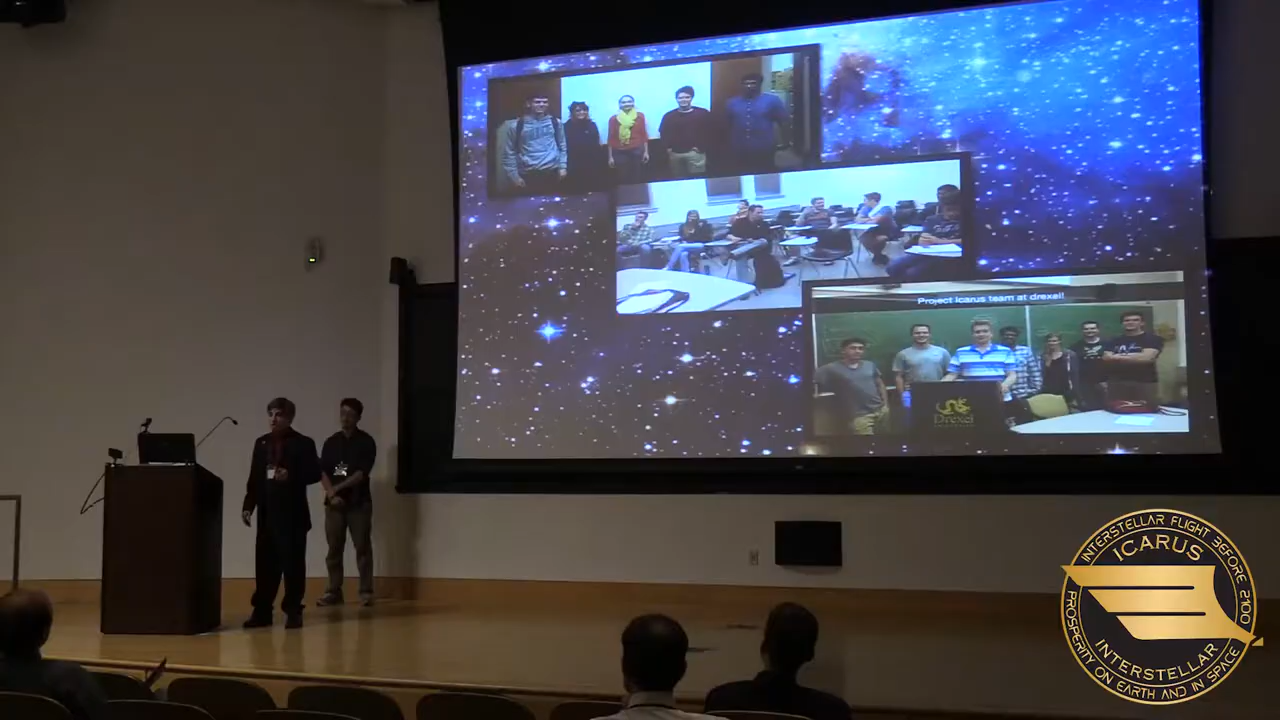 Project Icarus team at drexel!
Drexel
INTERSTELLAR FLIGHT BEFORE 2100
ICARUS
INTERSTELLAR
PROSPERITY ON EARTH AND IN SPACE